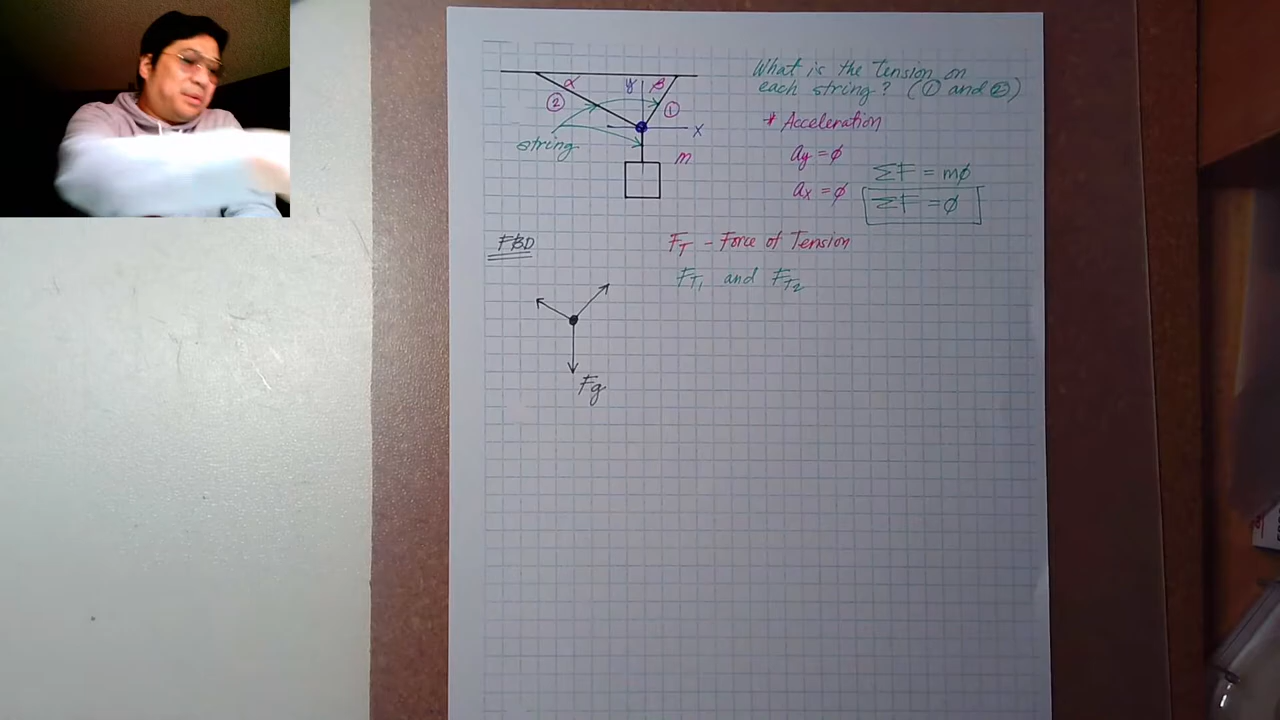 What is the tension on
each string? (① and ②)
α
y
β
②
①
x
string
m
* Acceleration
ay = ∅
ax = ∅
ΣF = m∅
ΣF = ∅
FBD
FT - Force of Tension
FT1 and FT2
Fg